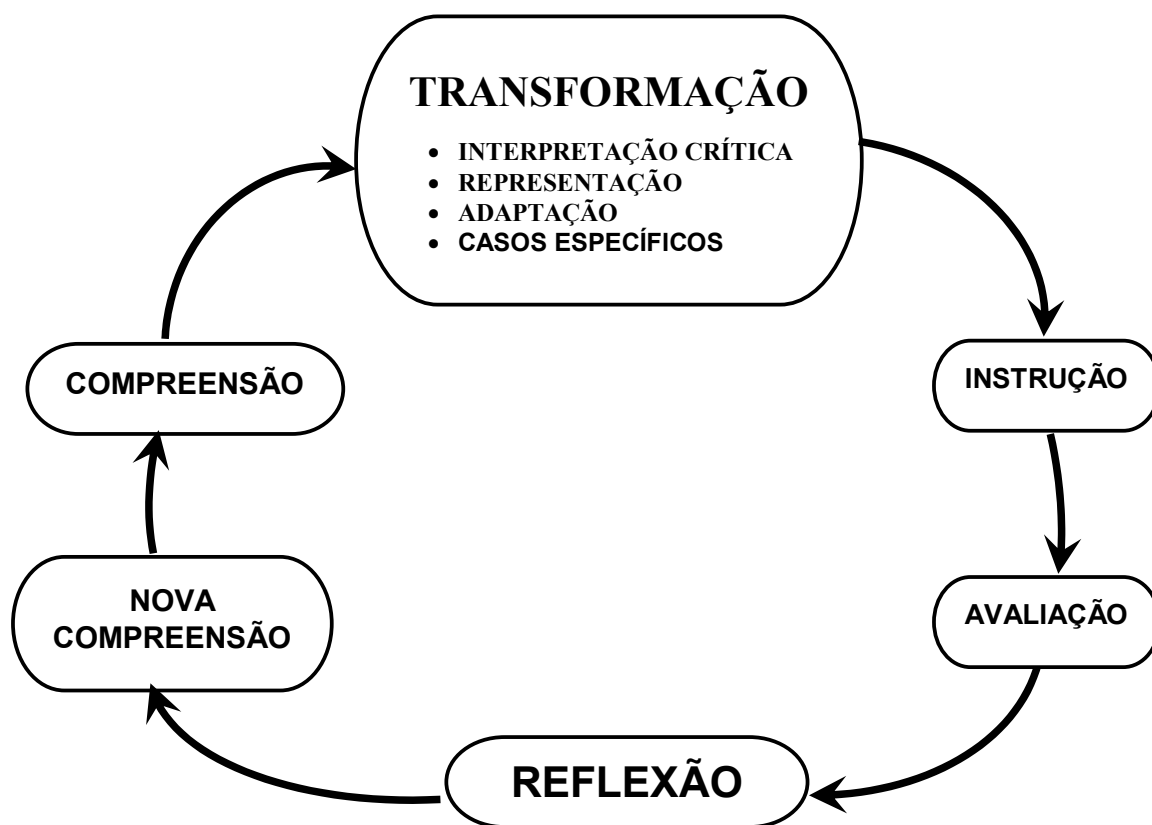 TRANSFORMAÇÃO
• INTERPRETAÇÃO CRÍTICA
• REPRESENTAÇÃO
• ADAPTAÇÃO
• CASOS ESPECÍFICOS
COMPREENSÃO
INSTRUÇÃO
NOVA
COMPREENSÃO
AVALIAÇÃO
REFLEXÃO